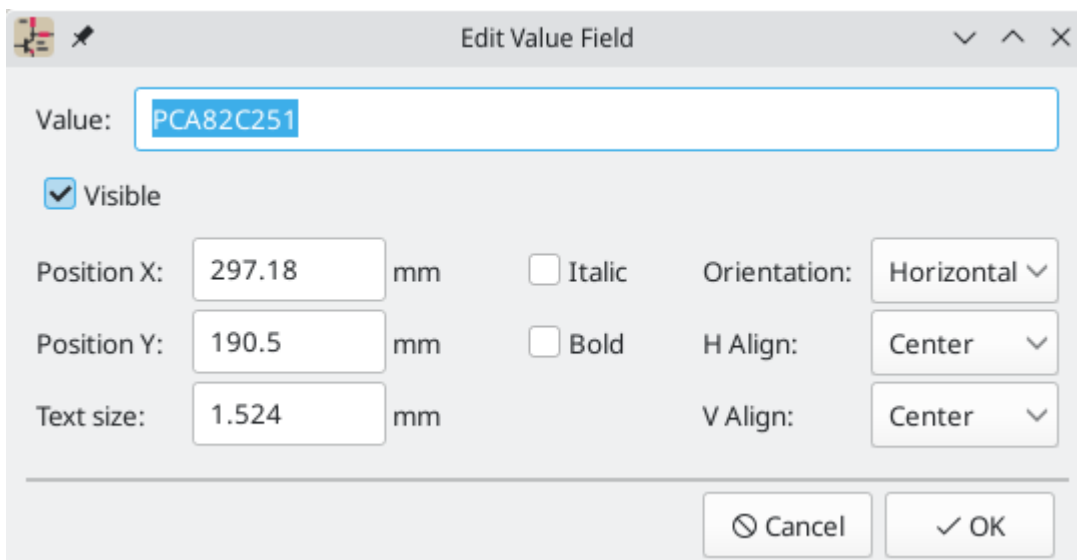 Edit Value Field
Value: PCA82C251
Visible
Position X: 297.18 mm Italic Orientation: Horizontal
Position Y: 190.5 mm Bold H Align: Center
Text size: 1.524 mm V Align: Center
Cancel OK